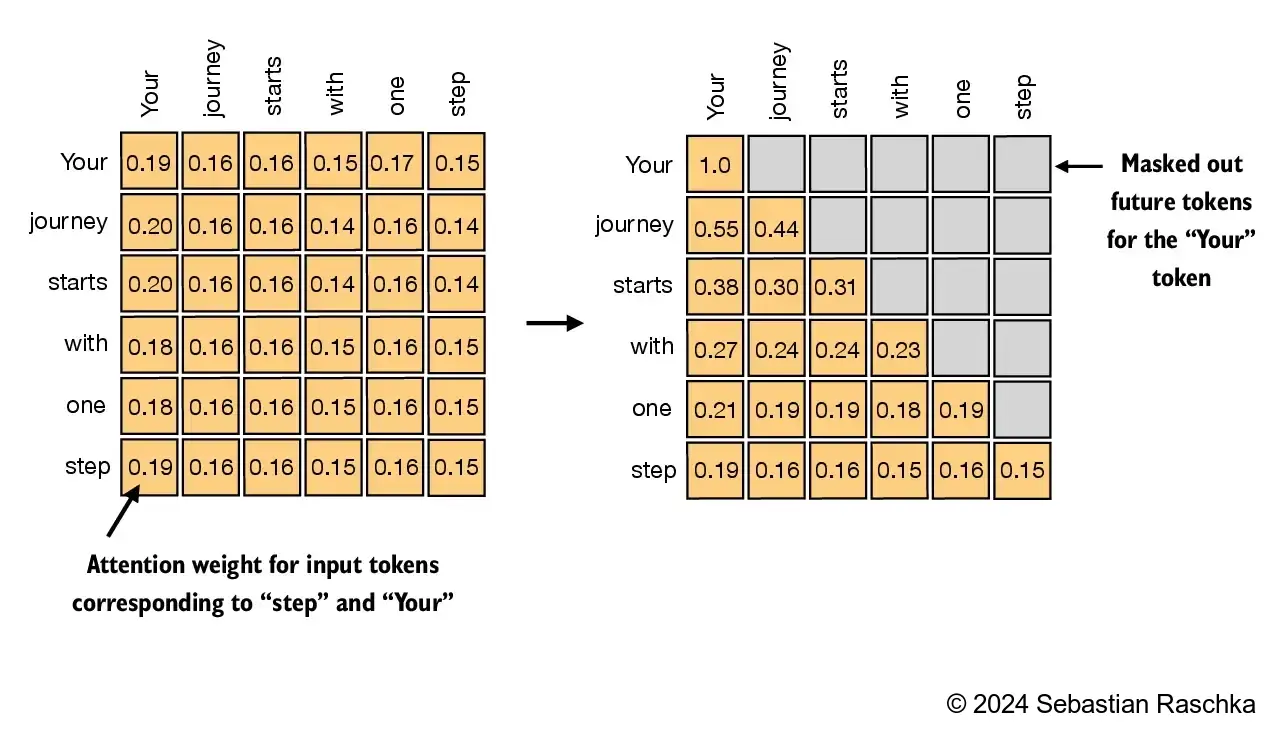 Your journey starts with one step
Your 0.19 0.16 0.16 0.15 0.17 0.15
journey 0.20 0.16 0.16 0.14 0.16 0.14
starts 0.20 0.16 0.16 0.14 0.16 0.14
with 0.18 0.16 0.16 0.15 0.16 0.15
one 0.18 0.16 0.16 0.15 0.16 0.15
step 0.19 0.16 0.16 0.15 0.16 0.15
Attention weight for input tokens
corresponding to “step” and “Your”
Your journey starts with one step
Your 1.0
journey 0.55 0.44
starts 0.38 0.30 0.31
with 0.27 0.24 0.24 0.23
one 0.21 0.19 0.19 0.18 0.19
step 0.19 0.16 0.16 0.15 0.16 0.15
Masked out
future tokens
for the “Your”
token
© 2024 Sebastian Raschka